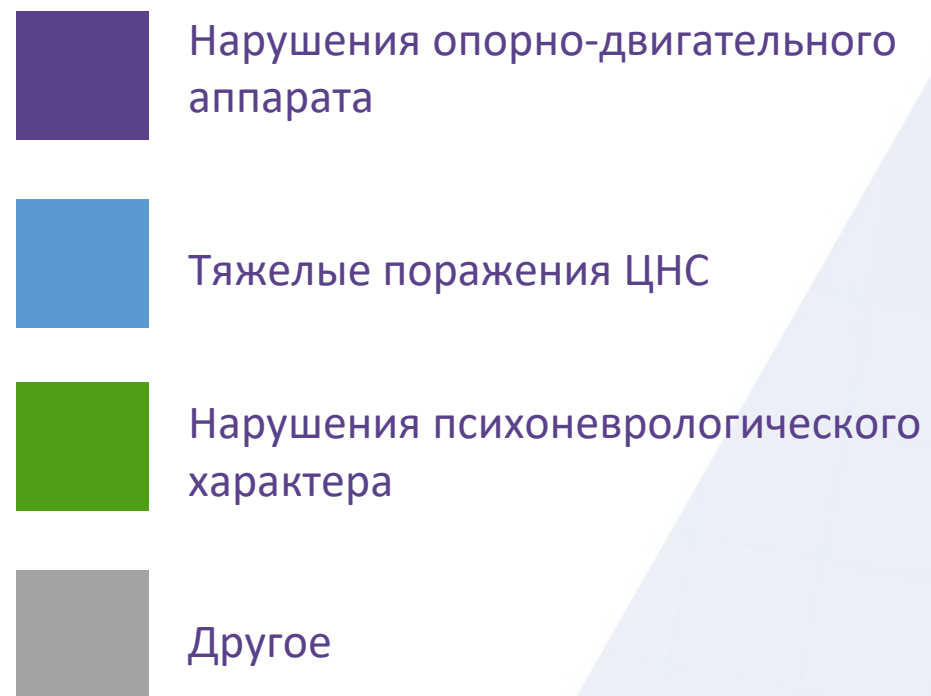 Нарушения опорно-двигательного
аппарата
Тяжелые поражения ЦНС
Нарушения психоневрологического
характера
Другое